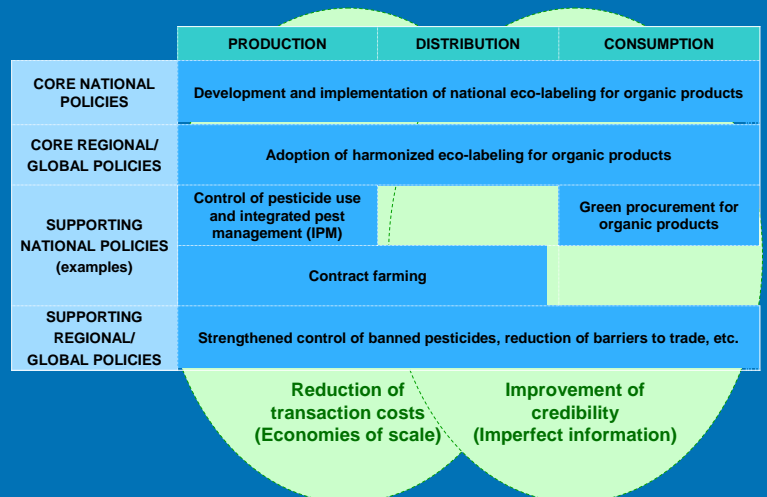 PRODUCTION
DISTRIBUTION
CONSUMPTION
CORE NATIONAL
POLICIES
Development and implementation of national eco-labeling for organic products
CORE REGIONAL/
GLOBAL POLICIES
Adoption of harmonized eco-labeling for organic products
SUPPORTING
NATIONAL POLICIES
(examples)
Control of pesticide use
and integrated pest
management (IPM)
Green procurement for
organic products
Contract farming
SUPPORTING
REGIONAL/
GLOBAL POLICIES
Strengthened control of banned pesticides, reduction of barriers to trade, etc.
Reduction of
transaction costs
(Economies of scale)
Improvement of
credibility
(Imperfect information)